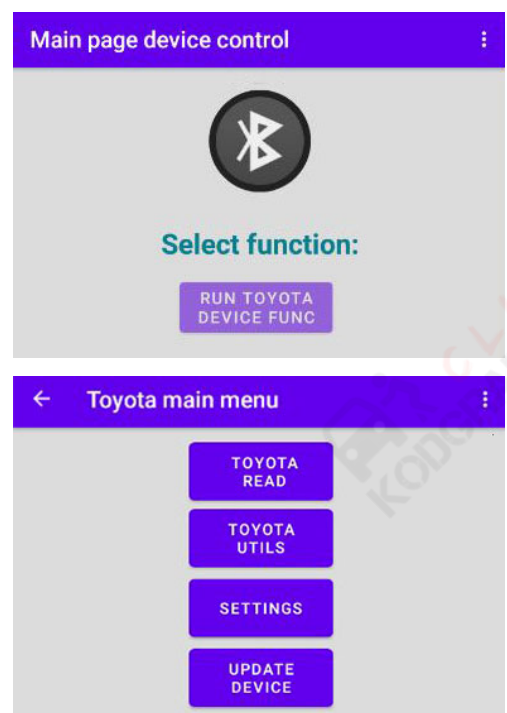 Main page device control
Select function:
RUN TOYOTA
DEVICE FUNC
Toyota main menu
TOYOTA
READ
TOYOTA
UTILS
SETTINGS
UPDATE
DEVICE